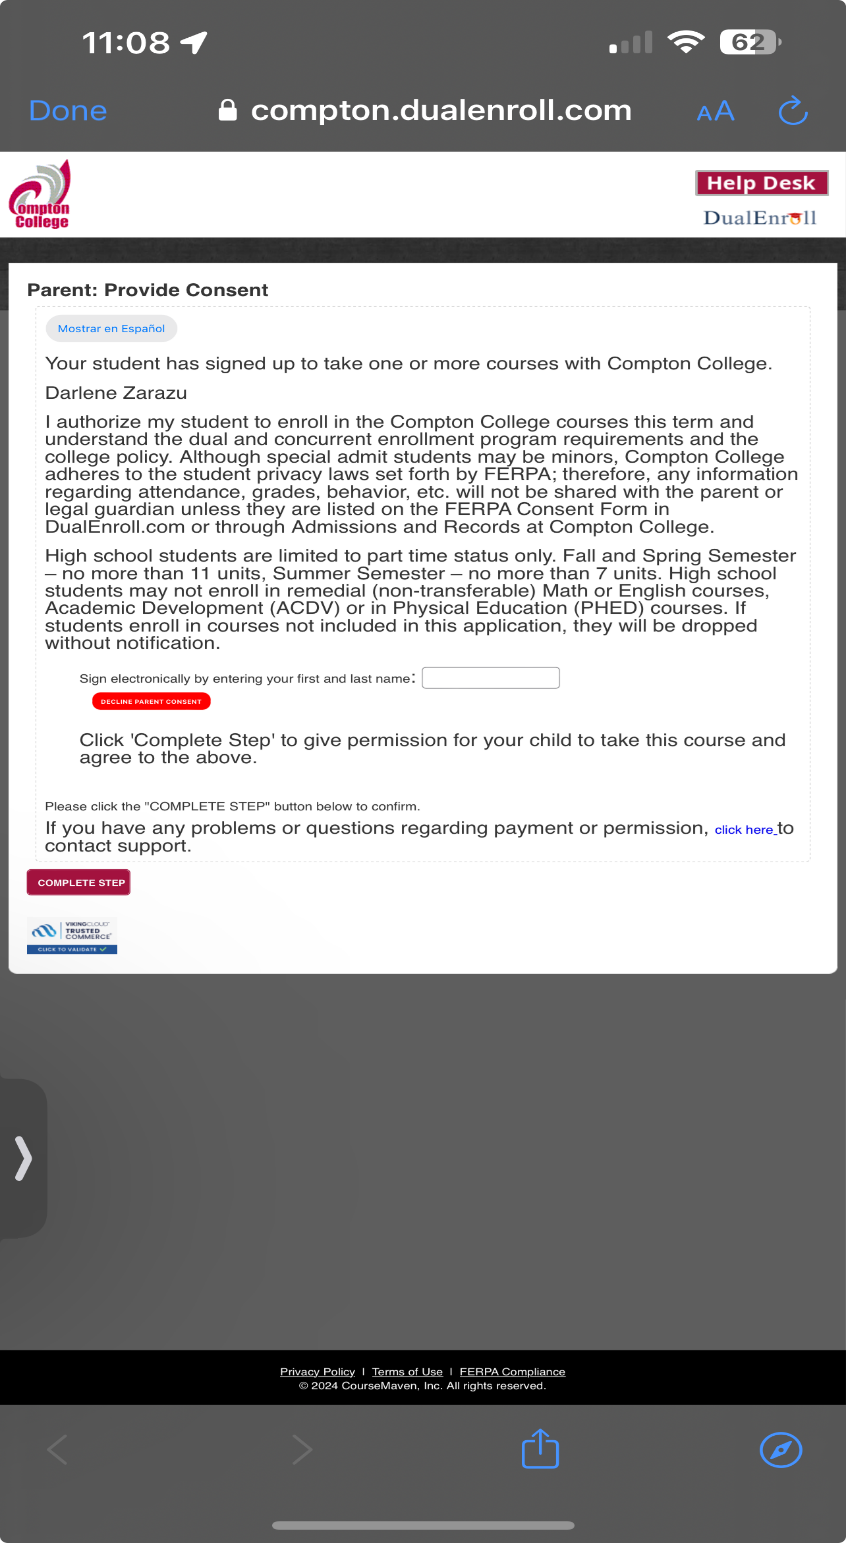 11:08
62
Done
compton.dualenroll.com
AA
ompton
College
Help Desk
DualEnroll
Parent: Provide Consent
Mostrar en Español
Your student has signed up to take one or more courses with Compton College.
Darlene Zarazu
I authorize my student to enroll in the Compton College courses this term and
understand the dual and concurrent enrollment program requirements and the
college policy. Although special admit students may be minors, Compton College
adheres to the student privacy laws set forth by FERPA; therefore, any information
regarding attendance, grades, behavior, etc. will not be shared with the parent or
legal guardian unless they are listed on the FERPA Consent Form in
DualEnroll.com or through Admissions and Records at Compton College.
High school students are limited to part time status only. Fall and Spring Semester
– no more than 11 units, Summer Semester – no more than 7 units. High school
students may not enroll in remedial (non-transferable) Math or English courses,
Academic Development (ACDV) or in Physical Education (PHED) courses. If
students enroll in courses not included in this application, they will be dropped
without notification.
Sign electronically by entering your first and last name:
DECLINE PARENT CONSENT
Click 'Complete Step' to give permission for your child to take this course and
agree to the above.
Please click the "COMPLETE STEP" button below to confirm.
If you have any problems or questions regarding payment or permission, click here to
contact support.
COMPLETE STEP
VIKINGCLOUD
TRUSTED
COMMERCE
CLICK TO VALIDATE
Privacy Policy | Terms of Use | FERPA Compliance
© 2024 CourseMaven, Inc. All rights reserved.